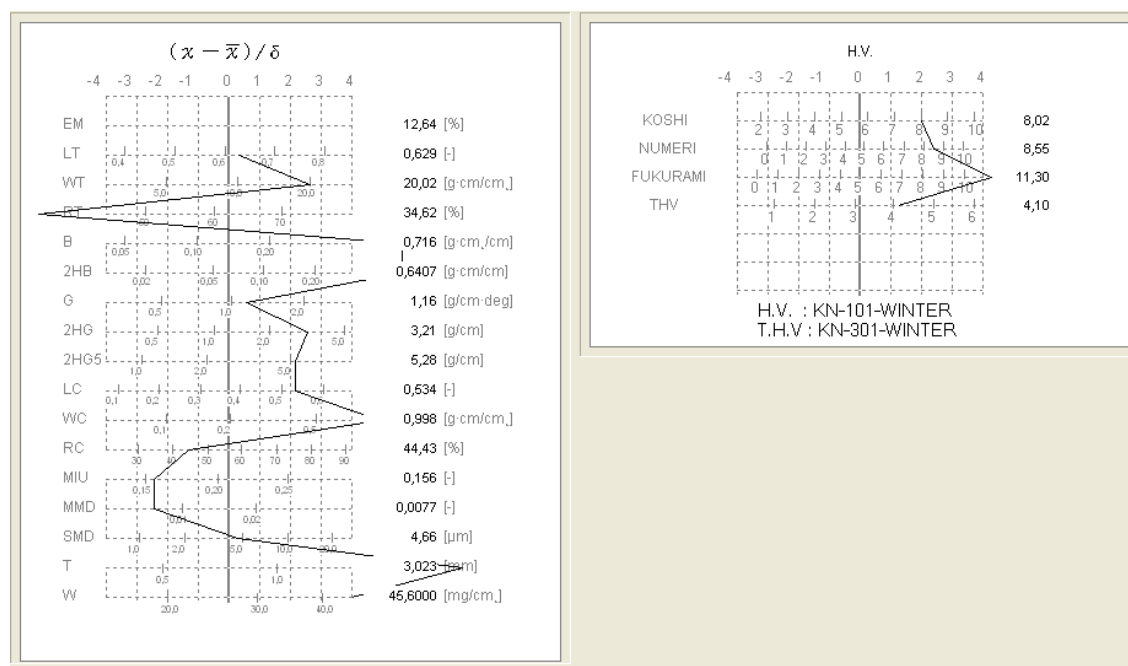 (χ − x̄)/δ
-4 -3 -2 -1 0 1 2 3 4
EM 12,64 [%]
LT 0,629 [-]
0,4 0,5 0,6 0,7 0,8
WT 20,02 [g·cm/cm,]
5,0 10,0 20,0
RT 34,62 [%]
50 60 70
B 0,716 [g·cm,/cm]
0,05 0,10 0,20
2HB 0,6407 [g·cm/cm]
0,02 0,05 0,10 0,20
G 1,16 [g/cm·deg]
0,5 1,0 2,0
2HG 3,21 [g/cm]
0,5 1,0 2,0 5,0
2HG5 5,28 [g/cm]
1,0 2,0 5,0
LC 0,534 [-]
0,1 0,2 0,3 0,4 0,5 0,6
WC 0,998 [g·cm/cm,]
0,1 0,2 0,5
RC 44,43 [%]
30 40 50 60 70 80 90
MIU 0,156 [-]
0,15 0,20 0,25
MMD 0,0077 [-]
0,01 0,02
SMD 4,66 [µm]
1,0 2,0 5,0 10,0 20,0
T 3,023 [mm]
0,5 1,0
W 45,6000 [mg/cm,]
20,0 30,0 40,0
H.V.
-4 -3 -2 -1 0 1 2 3 4
KOSHI 8,02
2 3 4 5 6 7 8 9 10
NUMERI 8,55
0 1 2 3 4 5 6 7 8 9 10
FUKURAMI 11,30
0 1 2 3 4 5 6 7 8 9 10
THV 4,10
1 2 3 4 5 6
H.V. : KN-101-WINTER
T.H.V : KN-301-WINTER